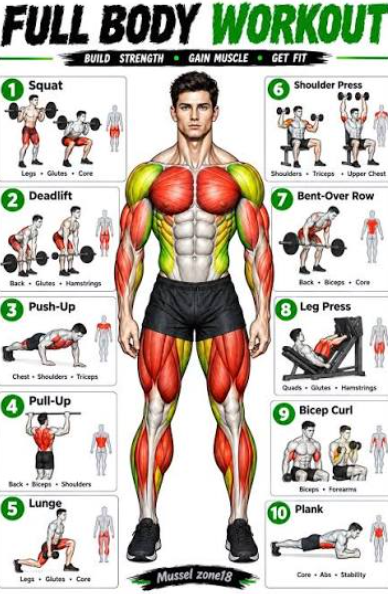 FULL BODY WORKOUT
BUILD STRENGTH • GAIN MUSCLE • GET FIT
1 Squat
Legs • Glutes • Core
2 Deadlift
Back • Glutes • Hamstrings
3 Push-Up
Chest • Shoulders • Triceps
4 Pull-Up
Back • Biceps • Shoulders
5 Lunge
Legs • Glutes • Core
6 Shoulder Press
Shoulders • Triceps • Upper Chest
7 Bent-Over Row
Back • Biceps • Core
8 Leg Press
Quads • Glutes • Hamstrings
9 Bicep Curl
Biceps • Forearms
10 Plank
Core • Abs • Stability
Mussel zone18